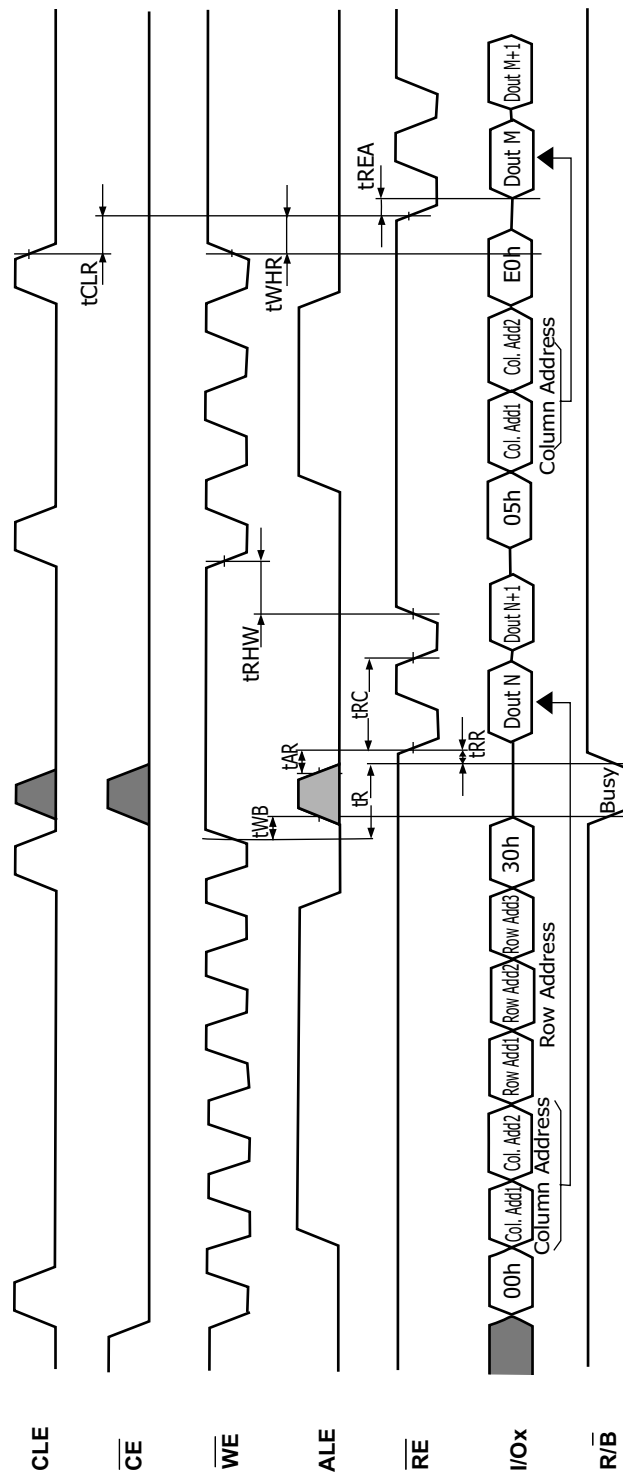 CLE
tCLR
CE
WE
tWB
tRHW
tWHR
ALE
tAR
tR
tRC
RE
tRR
tREA
I/Ox
00h
Col. Add1
Col. Add2
Row Add1
Row Add2
Row Add3
30h
Dout N
Dout N+1
05h
Col. Add1
Col. Add2
E0h
Dout M
Dout M+1
Column Address
Row Address
Column Address
R/B
Busy